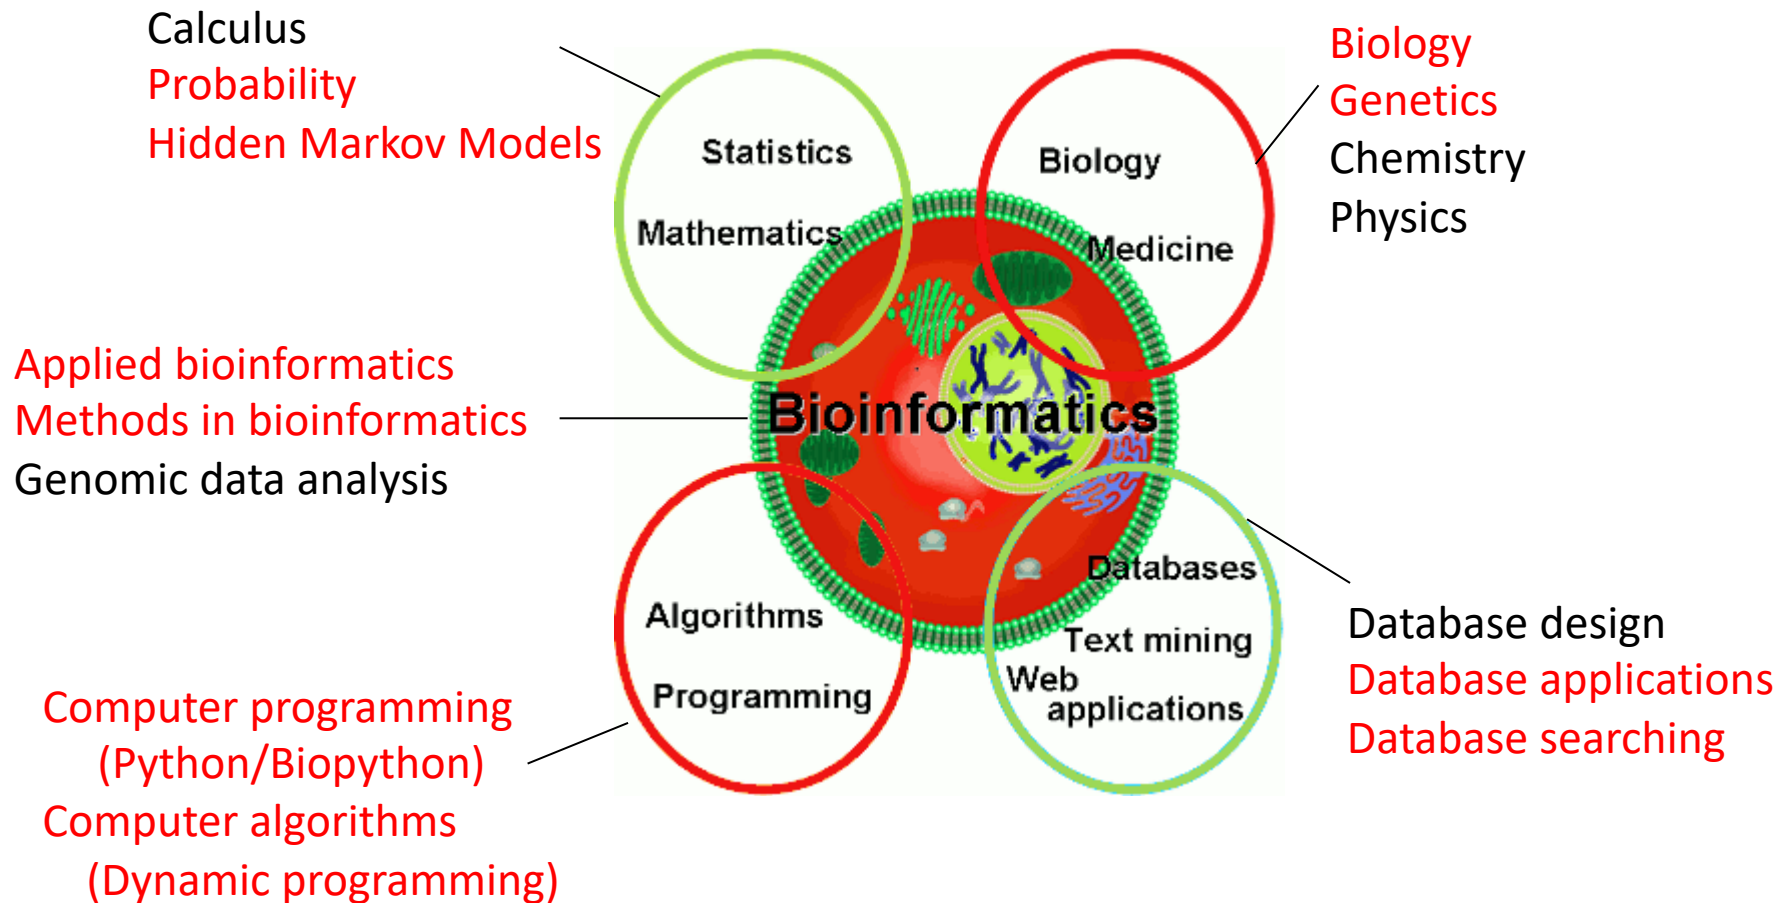 Calculus
Probability
Hidden Markov Models
Statistics
Mathematics
Biology
Medicine
Biology
Genetics
Chemistry
Physics
Applied bioinformatics
Methods in bioinformatics
Genomic data analysis
Bioinformatics
Algorithms
Programming
Computer programming
(Python/Biopython)
Computer algorithms
(Dynamic programming)
Databases
Text mining
Web
applications
Database design
Database applications
Database searching